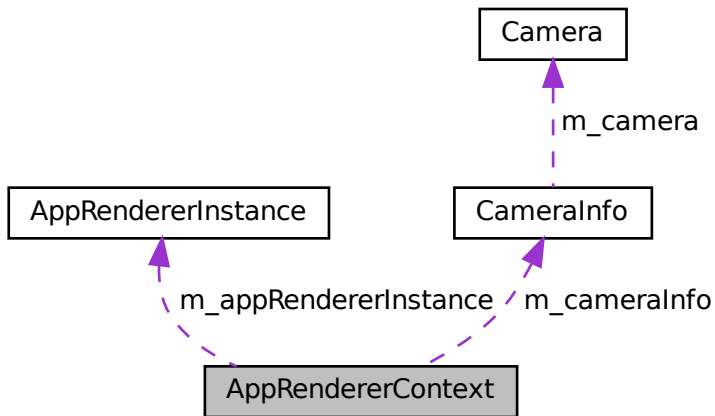 Camera
m_camera
AppRendererInstance
CameraInfo
m_appRendererInstance
m_cameraInfo
AppRendererContext